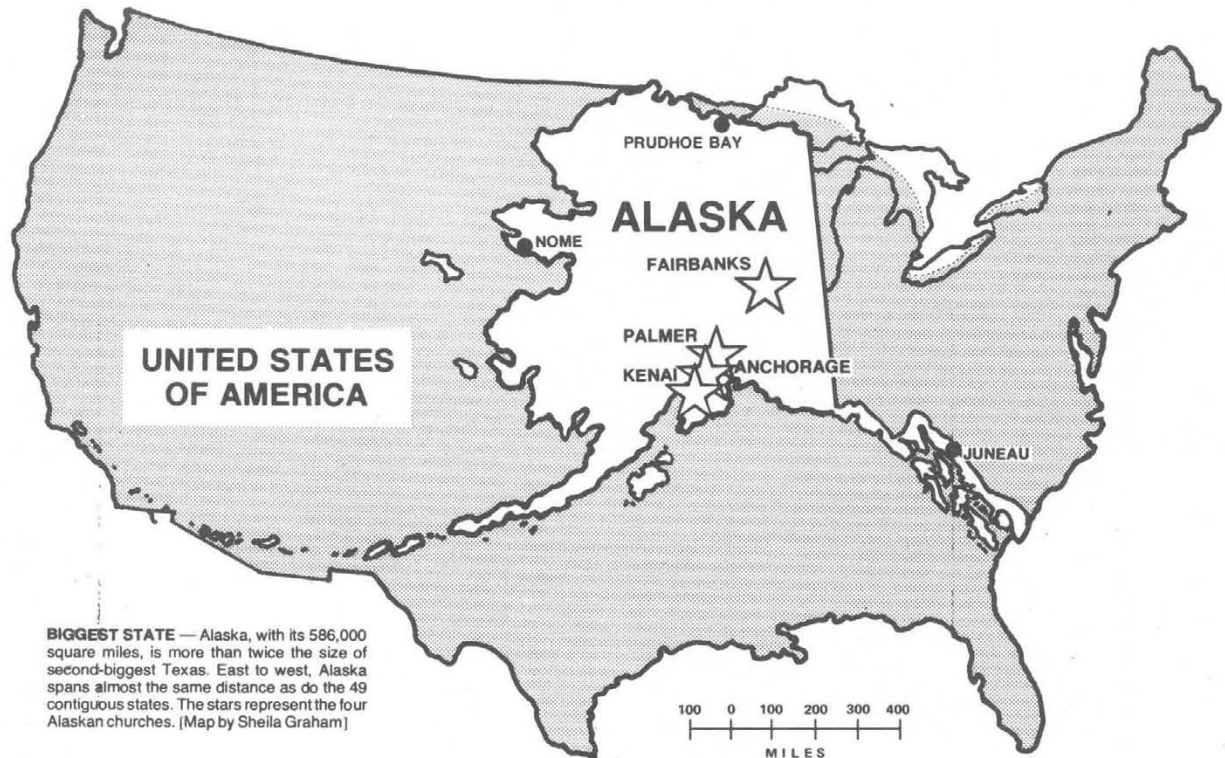 PRUDHOE BAY
ALASKA
NOME
FAIRBANKS
PALMER
UNITED STATES
OF AMERICA
KENAI
ANCHORAGE
JUNEAU
BIGGEST STATE — Alaska, with its 586,000
square miles, is more than twice the size of
second-biggest Texas. East to west, Alaska
spans almost the same distance as do the 49
contiguous states. The stars represent the four
Alaskan churches. [Map by Sheila Graham]
100 0 100 200 300 400
MILES